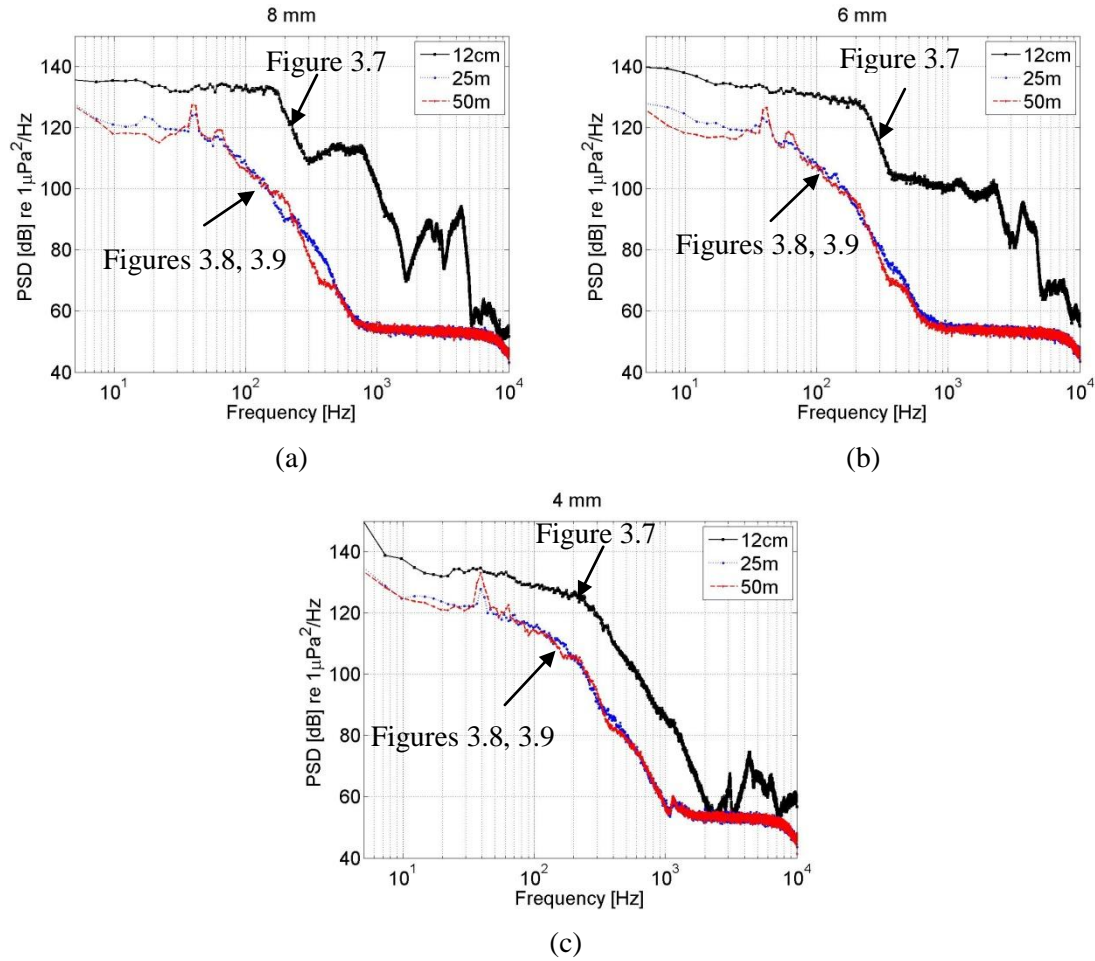 8 mm
PSD [dB] re 1μPa²/Hz
140
120
100
80
60
40
10¹
10²
10³
10⁴
Frequency [Hz]
12cm
25m
50m
Figure 3.7
Figures 3.8, 3.9
(a)
6 mm
PSD [dB] re 1μPa²/Hz
140
120
100
80
60
40
10¹
10²
10³
10⁴
Frequency [Hz]
12cm
25m
50m
Figure 3.7
Figures 3.8, 3.9
(b)
4 mm
PSD [dB] re 1μPa²/Hz
140
120
100
80
60
40
10¹
10²
10³
10⁴
Frequency [Hz]
12cm
25m
50m
Figure 3.7
Figures 3.8, 3.9
(c)